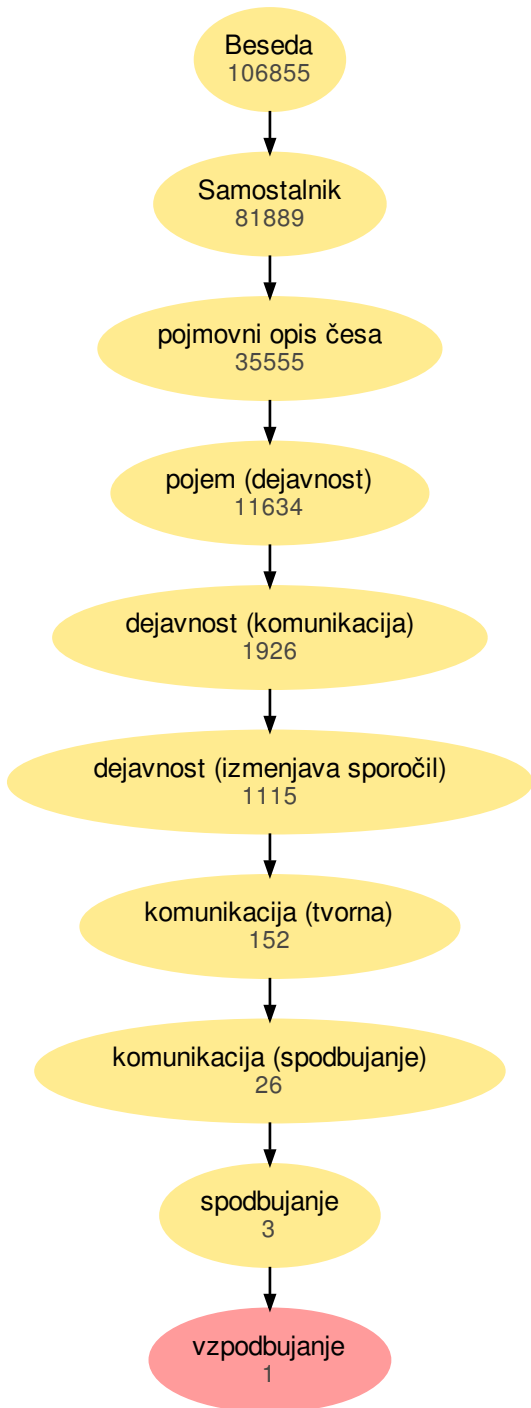 Beseda
106855
Samostalnik
81889
pojmovni opis česa
35555
pojem (dejavnost)
11634
dejavnost (komunikacija)
1926
dejavnost (izmenjava sporočil)
1115
komunikacija (tvorna)
152
komunikacija (spodbujanje)
26
spodbujanje
3
vzpodbujanje
1